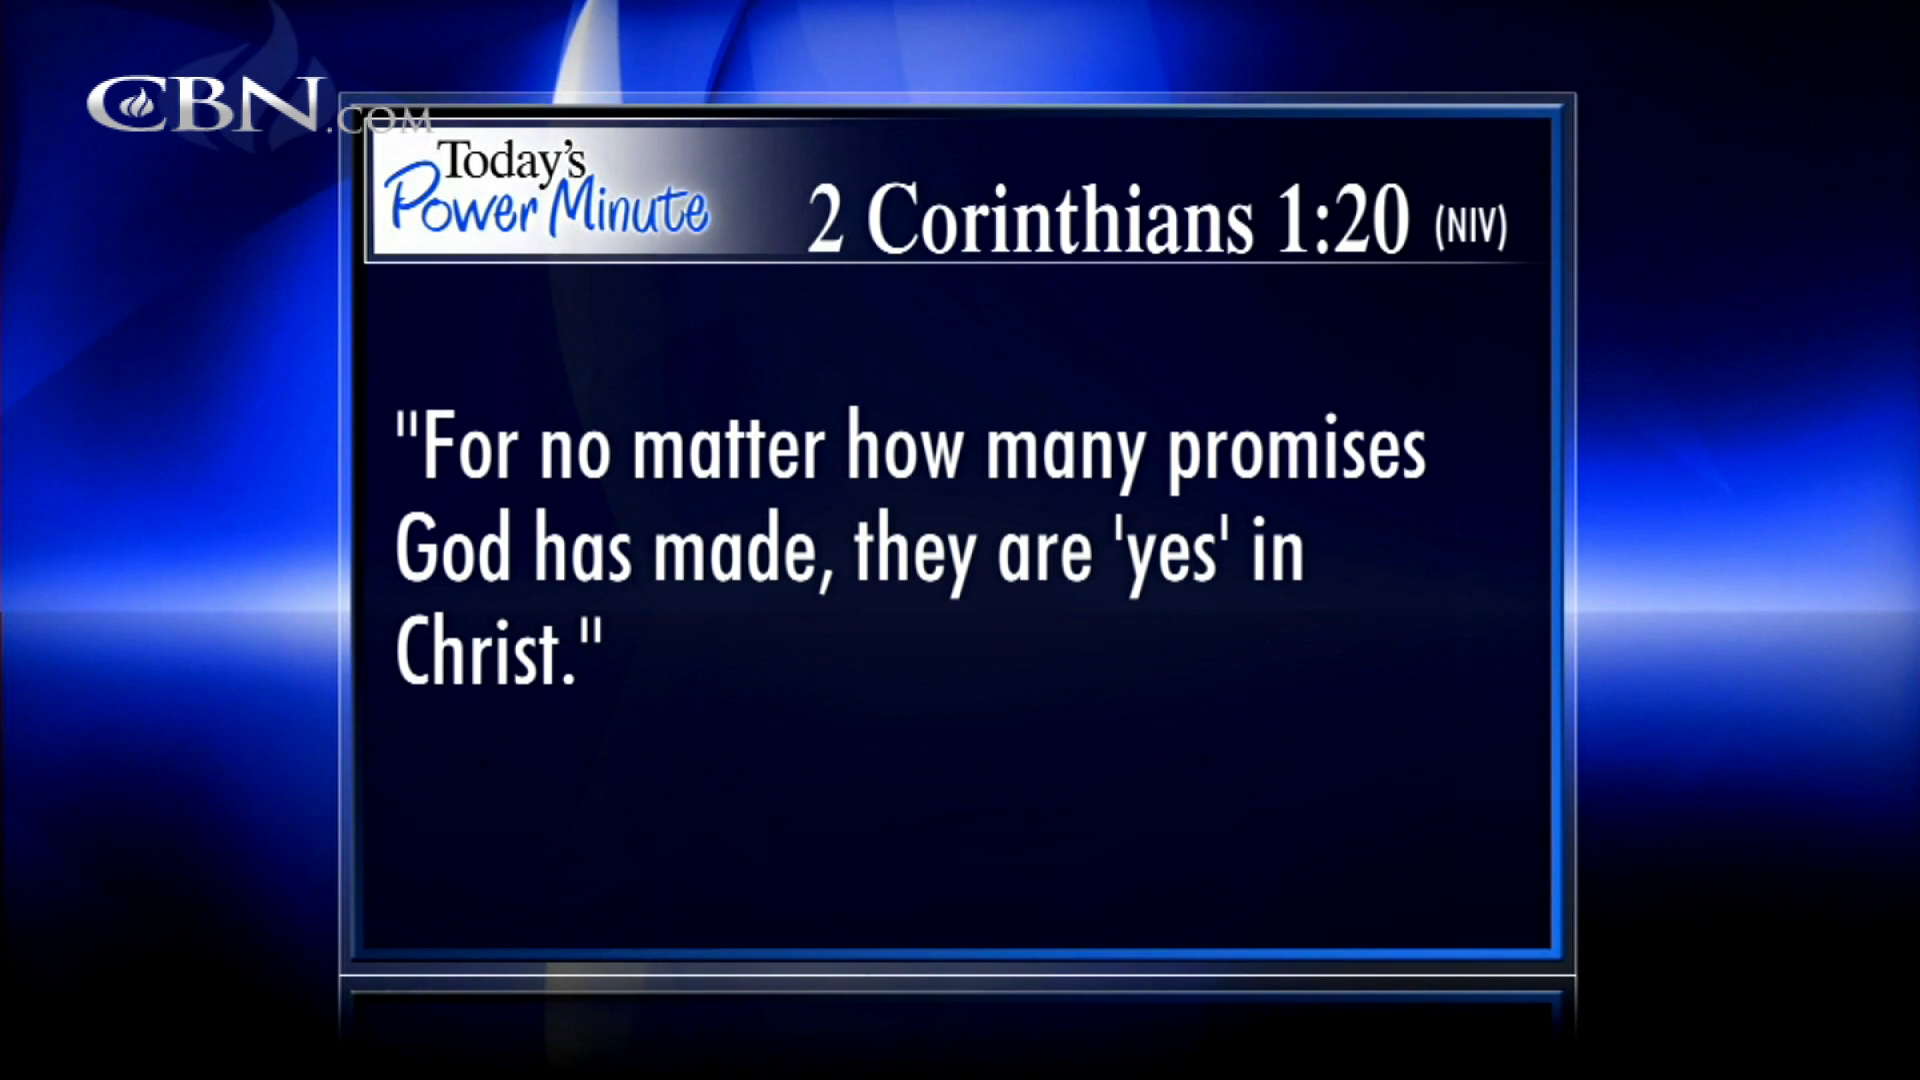 CBN.COM
Today's
Power Minute
2 Corinthians 1:20 (NIV)
"For no matter how many promises
God has made, they are 'yes' in
Christ."